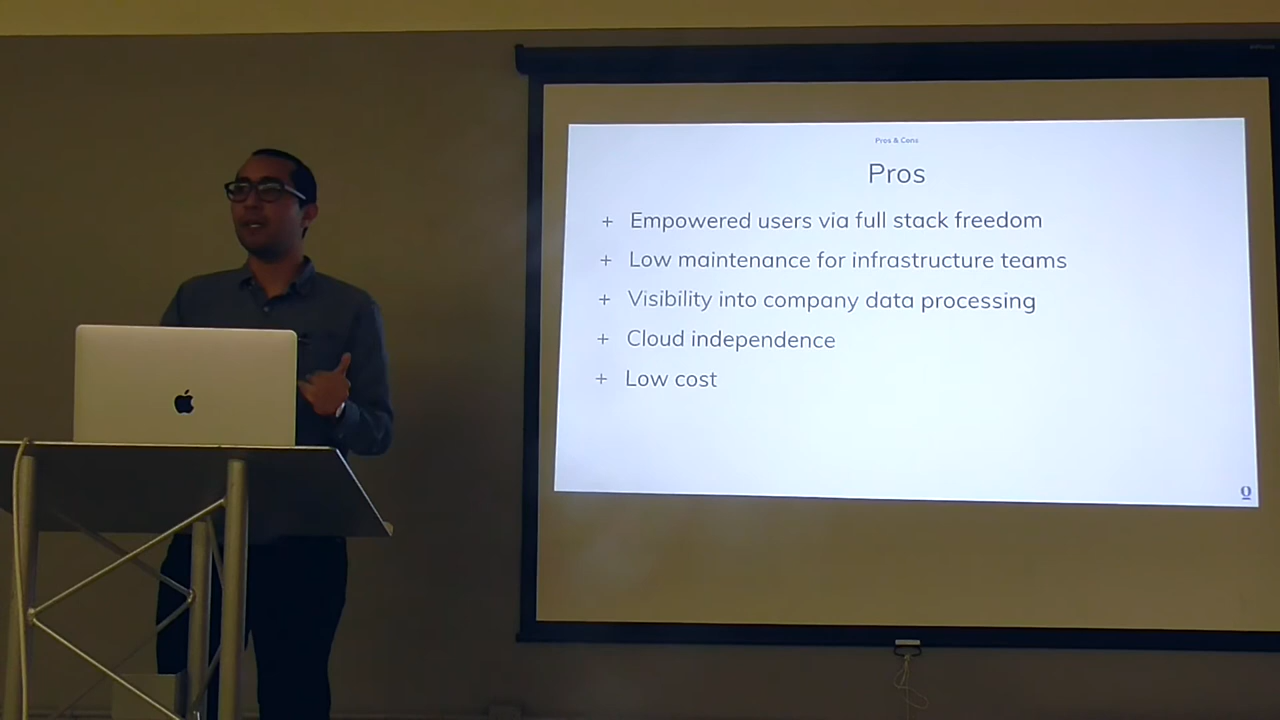 Pros & Cons
Pros
+ Empowered users via full stack freedom
+ Low maintenance for infrastructure teams
+ Visibility into company data processing
+ Cloud independence
+ Low cost